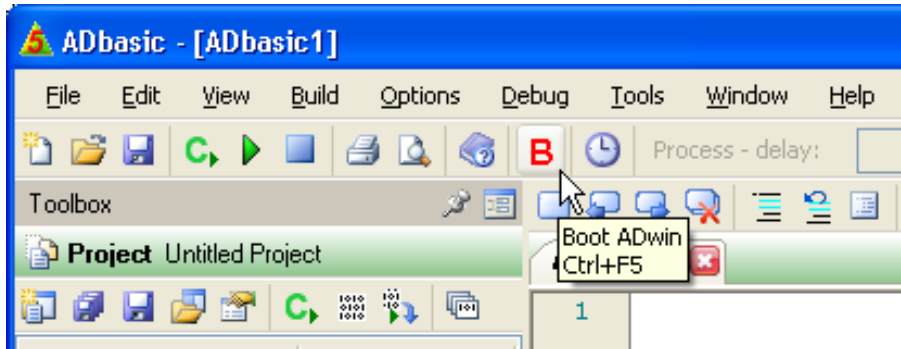 ADbasic - [ADbasic1]
File Edit View Build Options Debug Tools Window Help
B Process - delay:
Toolbox
Boot ADwin
Ctrl+F5
Project Untitled Project
1